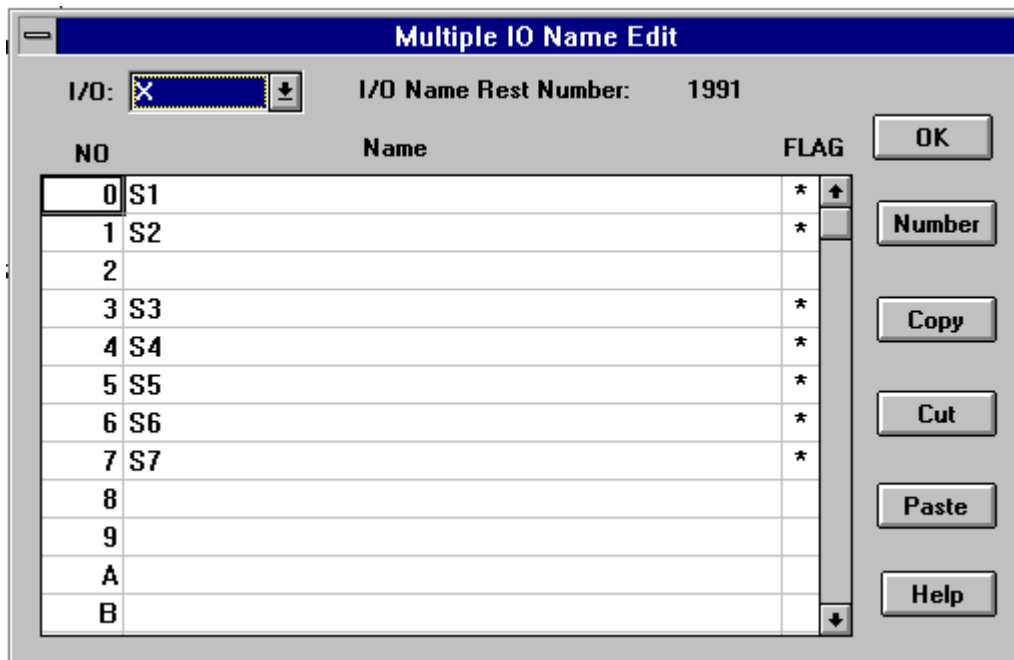 Multiple IO Name Edit
I/O: X I/O Name Rest Number: 1991
OK
NO Name FLAG
0 S1 *
1 S2 *
Number
2
3 S3 *
Copy
4 S4 *
5 S5 *
6 S6 *
Cut
7 S7 *
8
Paste
9
A
Help
B